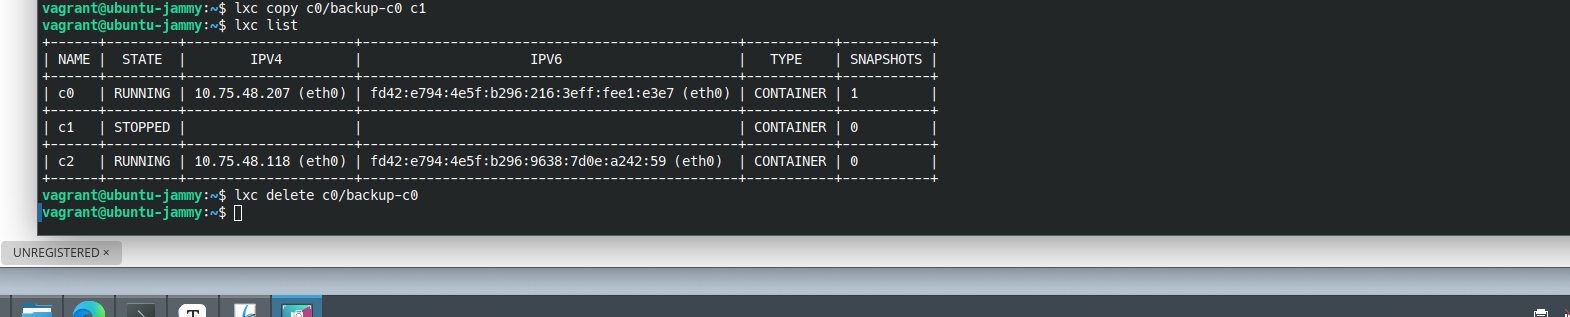 vagrant@ubuntu-jammy:~$ lxc copy c0/backup-c0 c1
vagrant@ubuntu-jammy:~$ lxc list
+------+---------+---------------------+-----------------------------------------------+-----------+-----------+
| NAME |  STATE  |        IPV4         |                     IPV6                      |   TYPE    | SNAPSHOTS |
+------+---------+---------------------+-----------------------------------------------+-----------+-----------+
| c0   | RUNNING | 10.75.48.207 (eth0) | fd42:e794:4e5f:b296:216:3eff:fee1:e3e7 (eth0) | CONTAINER | 1         |
+------+---------+---------------------+-----------------------------------------------+-----------+-----------+
| c1   | STOPPED |                     |                                               | CONTAINER | 0         |
+------+---------+---------------------+-----------------------------------------------+-----------+-----------+
| c2   | RUNNING | 10.75.48.118 (eth0) | fd42:e794:4e5f:b296:9638:7d0e:a242:59 (eth0)  | CONTAINER | 0         |
+------+---------+---------------------+-----------------------------------------------+-----------+-----------+
vagrant@ubuntu-jammy:~$ lxc delete c0/backup-c0
vagrant@ubuntu-jammy:~$
UNREGISTERED ×
T